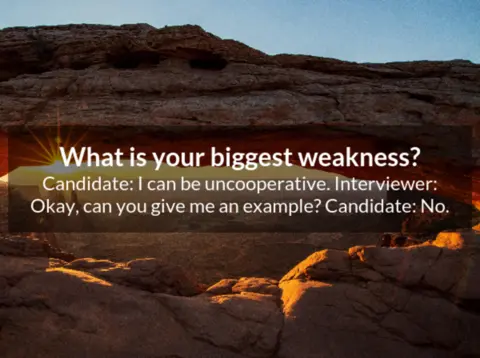 What is your biggest weakness?
Candidate: I can be uncooperative. Interviewer:
Okay, can you give me an example? Candidate: No.